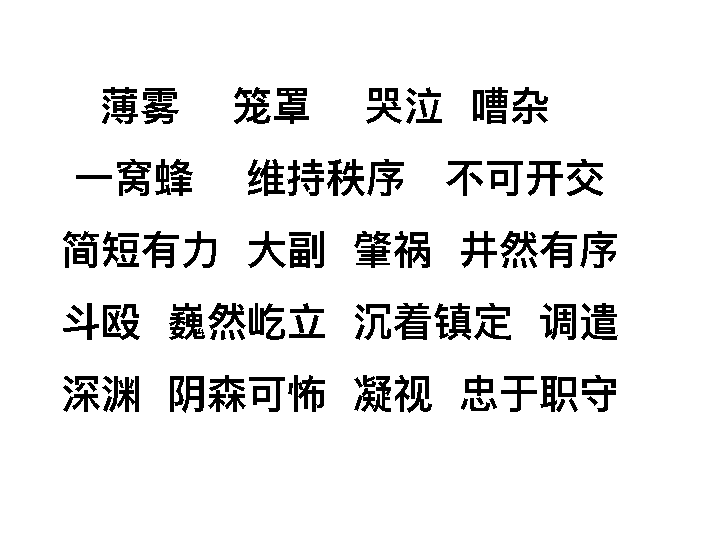 薄雾 笼罩 哭泣 嘈杂
一窝蜂 维持秩序 不可开交
简短有力 大副 肇祸 井然有序
斗殴 巍然屹立 沉着镇定 调遣
深渊 阴森可怖 凝视 忠于职守